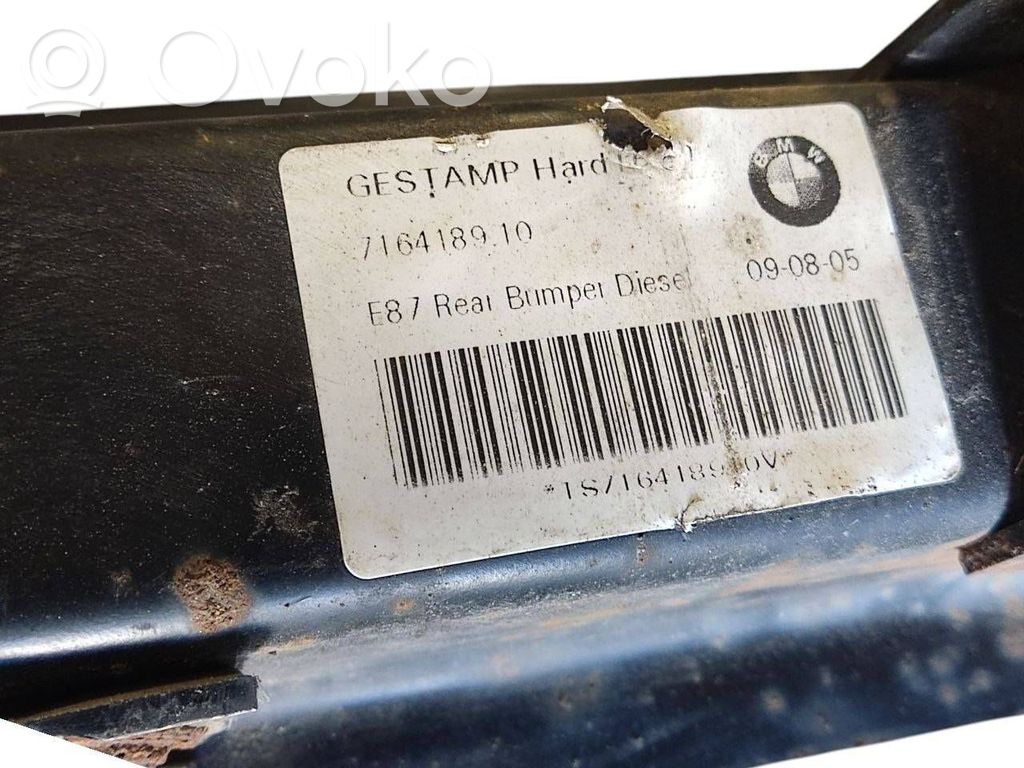 Ovoko
BMW
GESTAMP Hard
7164189.10
E87 Rear Bumper Diesel
09-08-05